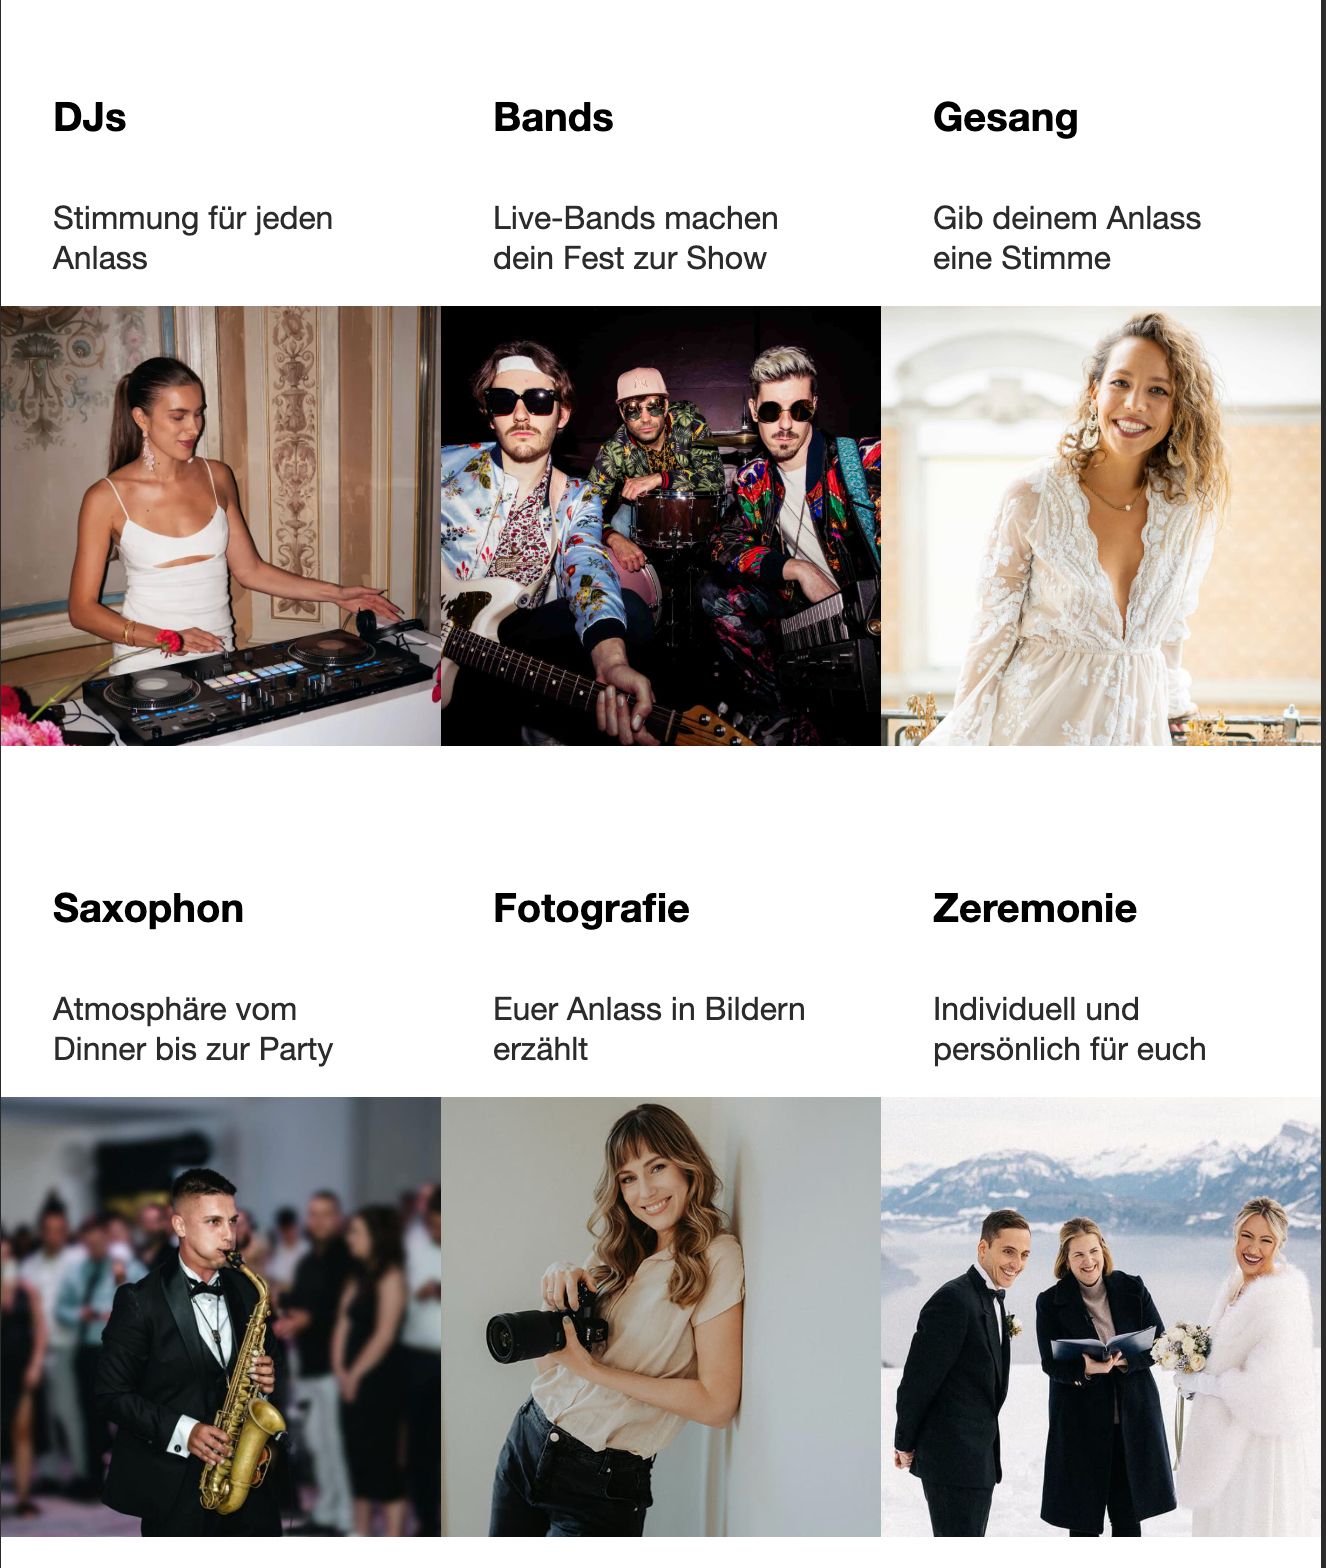 DJs
Stimmung für jeden
Anlass
Bands
Live-Bands machen
dein Fest zur Show
Gesang
Gib deinem Anlass
eine Stimme
Saxophon
Atmosphäre vom
Dinner bis zur Party
Fotografie
Euer Anlass in Bildern
erzählt
Zeremonie
Individuell und
persönlich für euch